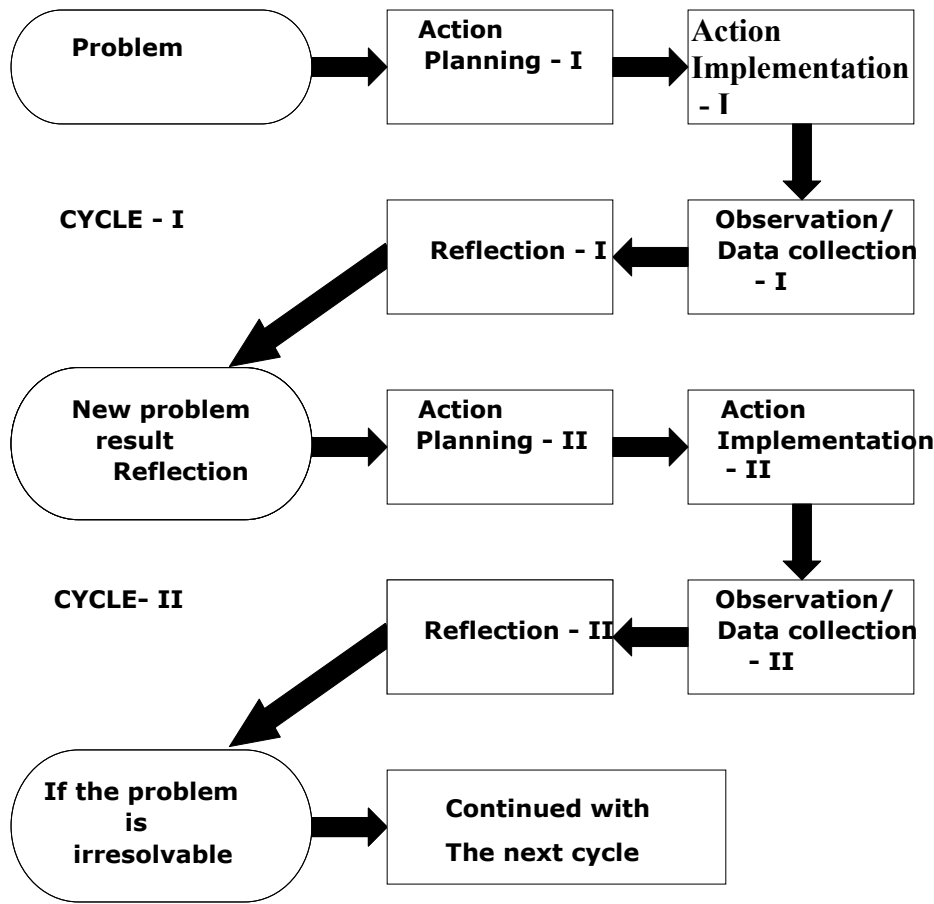 Problem
Action
Planning - I
Action
Implementation
- I
CYCLE - I
Reflection - I
Observation/
Data collection
- I
New problem
result
Reflection
Action
Planning - II
Action
Implementation
- II
CYCLE- II
Reflection - II
Observation/
Data collection
- II
If the problem
is
irresolvable
Continued with
The next cycle